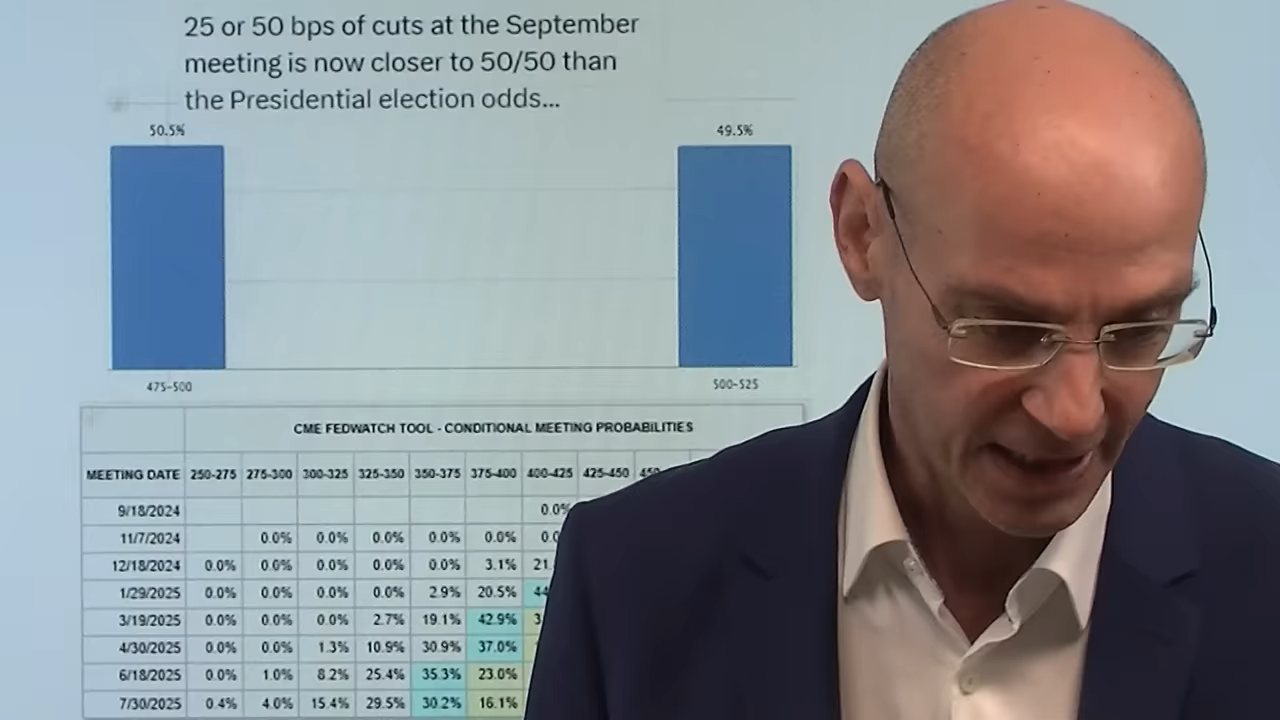 25 or 50 bps of cuts at the September
meeting is now closer to 50/50 than
the Presidential election odds...
50.5% 49.5%
475-500 500-525
CME FEDWATCH TOOL - CONDITIONAL MEETING PROBABILITIES
MEETING DATE 250-275 275-300 300-325 325-350 350-375 375-400 400-425 425-450
9/18/2024 0.0%
11/7/2024 0.0% 0.0% 0.0% 0.0% 0.0%
12/18/2024 0.0% 0.0% 0.0% 0.0% 0.0% 3.1%
1/29/2025 0.0% 0.0% 0.0% 0.0% 2.9% 20.5%
3/19/2025 0.0% 0.0% 0.0% 2.7% 19.1% 42.9%
4/30/2025 0.0% 0.0% 1.3% 10.9% 30.9% 37.0%
6/18/2025 0.0% 1.0% 8.2% 25.4% 35.3% 23.0%
7/30/2025 0.4% 4.0% 15.4% 29.5% 30.2% 16.1%